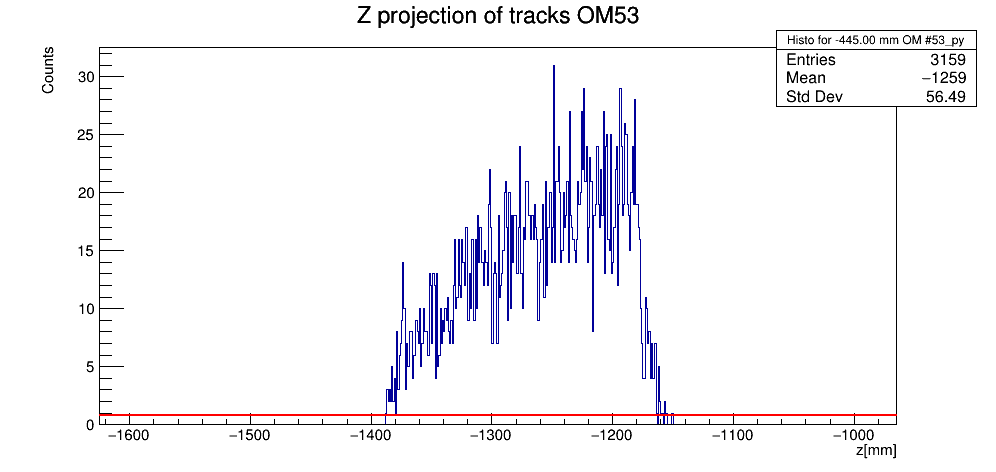 Z projection of tracks OM53
Histo for -445.00 mm OM #53_py
Entries 3159
Mean −1259
Std Dev 56.49
Counts
30
25
20
15
10
5
0
−1600 −1500 −1400 −1300 −1200 −1100 −1000
z[mm]